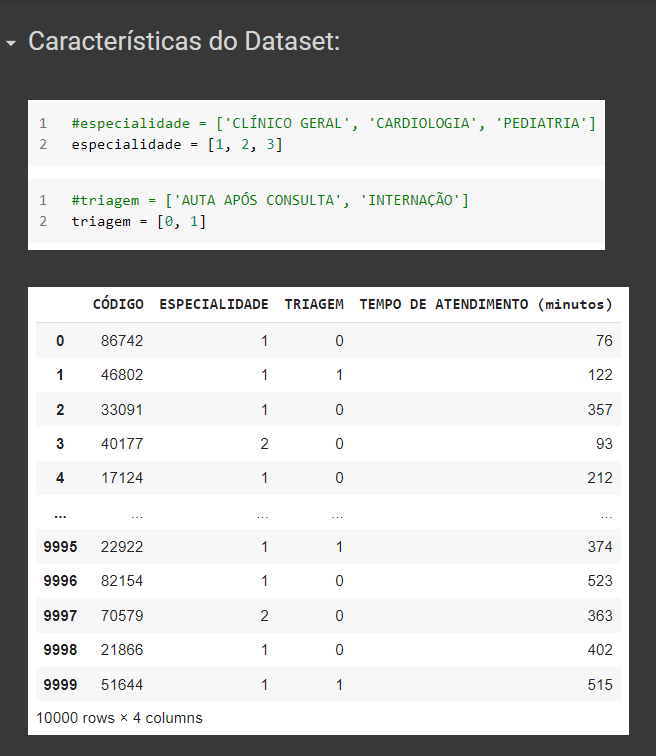 Características do Dataset:
1 #especialidade = ['CLÍNICO GERAL', 'CARDIOLOGIA', 'PEDIATRIA']
2 especialidade = [1, 2, 3]
1 #triagem = ['AUTA APÓS CONSULTA', 'INTERNAÇÃO']
2 triagem = [0, 1]
CÓDIGO ESPECIALIDADE TRIAGEM TEMPO DE ATENDIMENTO (minutos)
0 86742 1 0 76
1 46802 1 1 122
2 33091 1 0 357
3 40177 2 0 93
4 17124 1 0 212
... ... ... ... ...
9995 22922 1 1 374
9996 82154 1 0 523
9997 70579 2 0 363
9998 21866 1 0 402
9999 51644 1 1 515
10000 rows × 4 columns